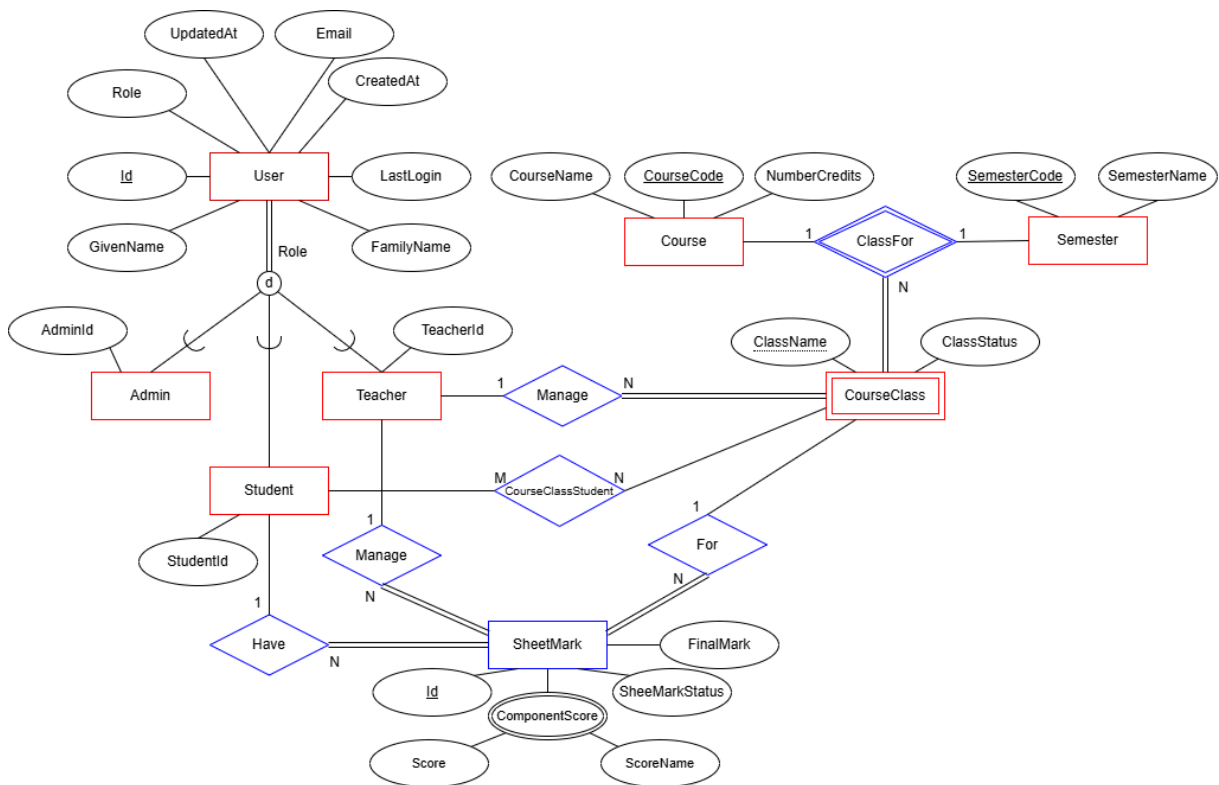 UpdatedAt
Email
CreatedAt
Role
Id
User
LastLogin
GivenName
FamilyName
Role
d
CourseName
CourseCode
NumberCredits
SemesterCode
SemesterName
Course
1
ClassFor
1
Semester
N
AdminId
TeacherId
ClassName
ClassStatus
Admin
Teacher
1
Manage
N
CourseClass
Student
M
CourseClassStudent
N
StudentId
1
Manage
N
1
For
N
1
Have
N
SheetMark
FinalMark
Id
SheeMarkStatus
ComponentScore
Score
ScoreName